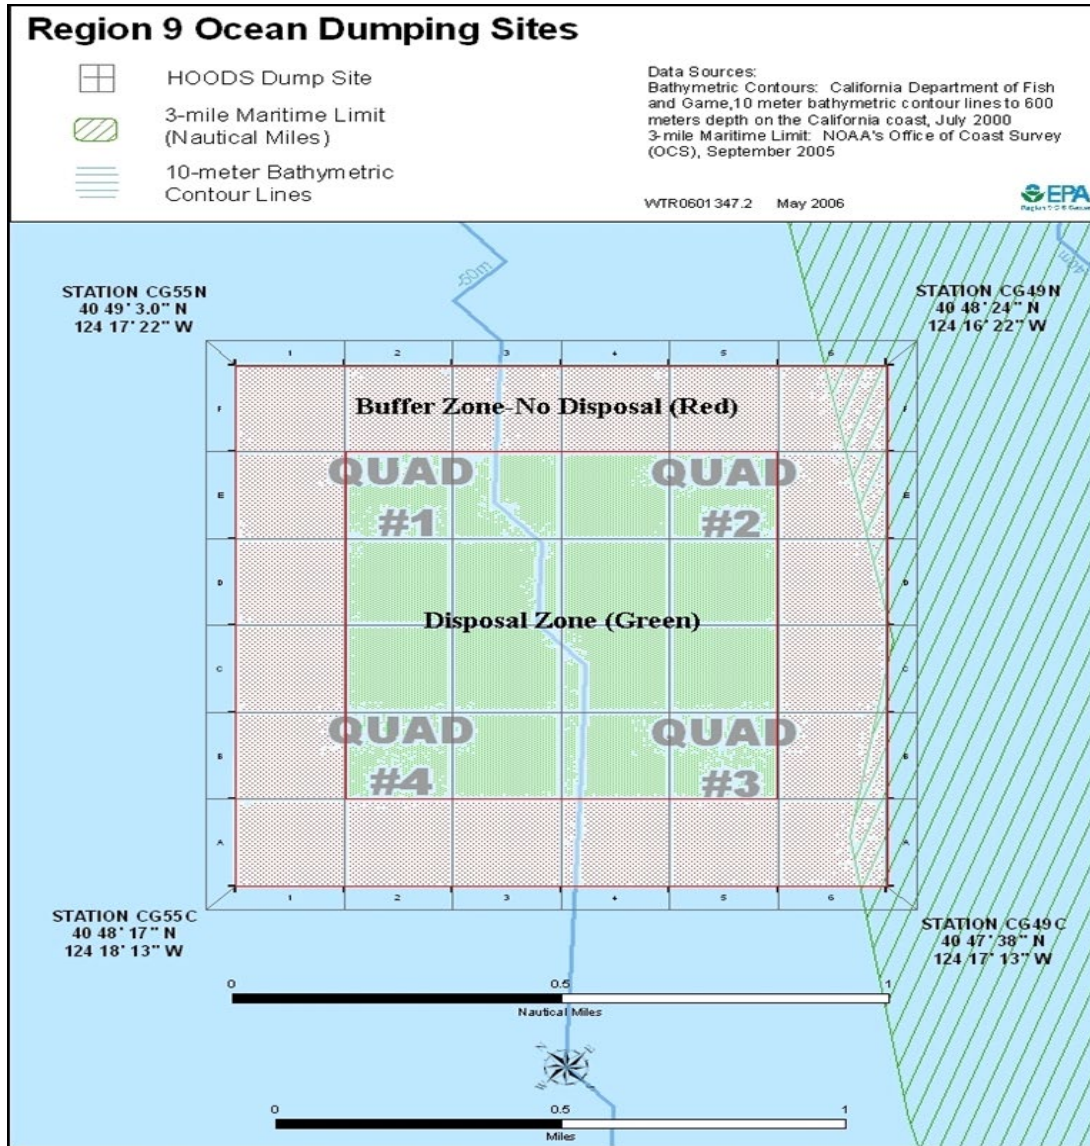 Region 9 Ocean Dumping Sites
HOODS Dump Site
3-mile Maritime Limit
(Nautical Miles)
10-meter Bathymetric
Contour Lines
Data Sources:
Bathymetric Contours: California Department of Fish
and Game,10 meter bathymetric contour lines to 600
meters depth on the California coast, July 2000
3-mile Maritime Limit: NOAA's Office of Coast Survey
(OCS), September 2005
WTR0601347.2 May 2006
EPA
-50m
-40m
STATION CG55N
40 49' 3.0" N
124 17' 22" W
STATION CG49N
40 48' 24" N
124 16' 22" W
1 2 3 4 5 6
F F
Buffer Zone-No Disposal (Red)
E E
QUAD
#1
QUAD
#2
D D
Disposal Zone (Green)
C C
B B
QUAD
#4
QUAD
#3
A A
1 2 3 4 5 6
STATION CG55C
40 48' 17" N
124 18' 13" W
STATION CG49C
40 47' 38" N
124 17' 13" W
0 0.5 1
Nautical Miles
N E
W
0 0.5 1
Miles